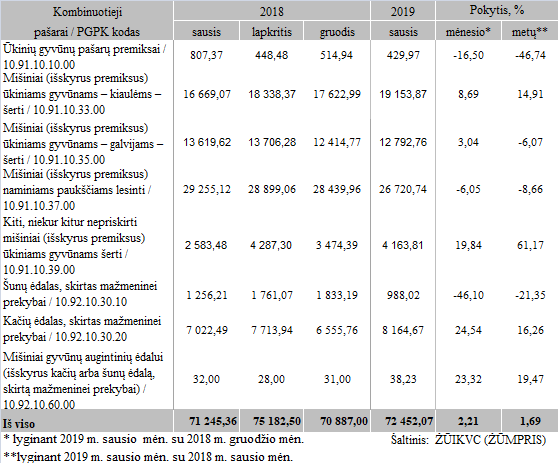 Kombinuotieji pašarai / PGPK kodas 2018 2019 Pokytis, %
sausis lapkritis gruodis sausis mėnesio* metų**
Ūkinių gyvūnų pašarų premiksai /
10.91.10.10.00 807,37 448,48 514,94 429,97 -16,50 -46,74
Mišiniai (išskyrus premiksus)
ūkiniams gyvūnams – kiaulėms –
šerti / 10.91.10.33.00 16 669,07 18 338,37 17 622,99 19 153,87 8,69 14,91
Mišiniai (išskyrus premiksus)
ūkiniams gyvūnams – galvijams –
šerti / 10.91.10.35.00 13 619,62 13 706,28 12 414,77 12 792,76 3,04 -6,07
Mišiniai (išskyrus premiksus)
naminiams paukščiams lesinti /
10.91.10.37.00 29 255,12 28 899,06 28 439,96 26 720,74 -6,05 -8,66
Kiti, niekur kitur nepriskirti
mišiniai (išskyrus premiksus)
ūkiniams gyvūnams šerti /
10.91.10.39.00 2 583,48 4 287,30 3 474,39 4 163,81 19,84 61,17
Šunų ėdalas, skirtas mažmeninei
prekybai / 10.92.10.30.10 1 256,21 1 761,07 1 833,19 988,02 -46,10 -21,35
Kačių ėdalas, skirtas mažmeninei
prekybai / 10.92.10.30.20 7 022,49 7 713,94 6 555,76 8 164,67 24,54 16,26
Mišiniai gyvūnų augintinių ėdalui
(išskyrus kačių arba šunų ėdalą,
skirtą mažmeninei prekybai) /
10.92.10.60.00 32,00 28,00 31,00 38,23 23,32 19,47
Iš viso 71 245,36 75 182,50 70 887,00 72 452,07 2,21 1,69
* lyginant 2019 m. sausio mėn. su 2018 m. gruodžio mėn. Šaltinis: ŽŪIKVC (ŽŪMPRIS)
**lyginant 2019 m. sausio mėn. su 2018 m. sausio mėn.